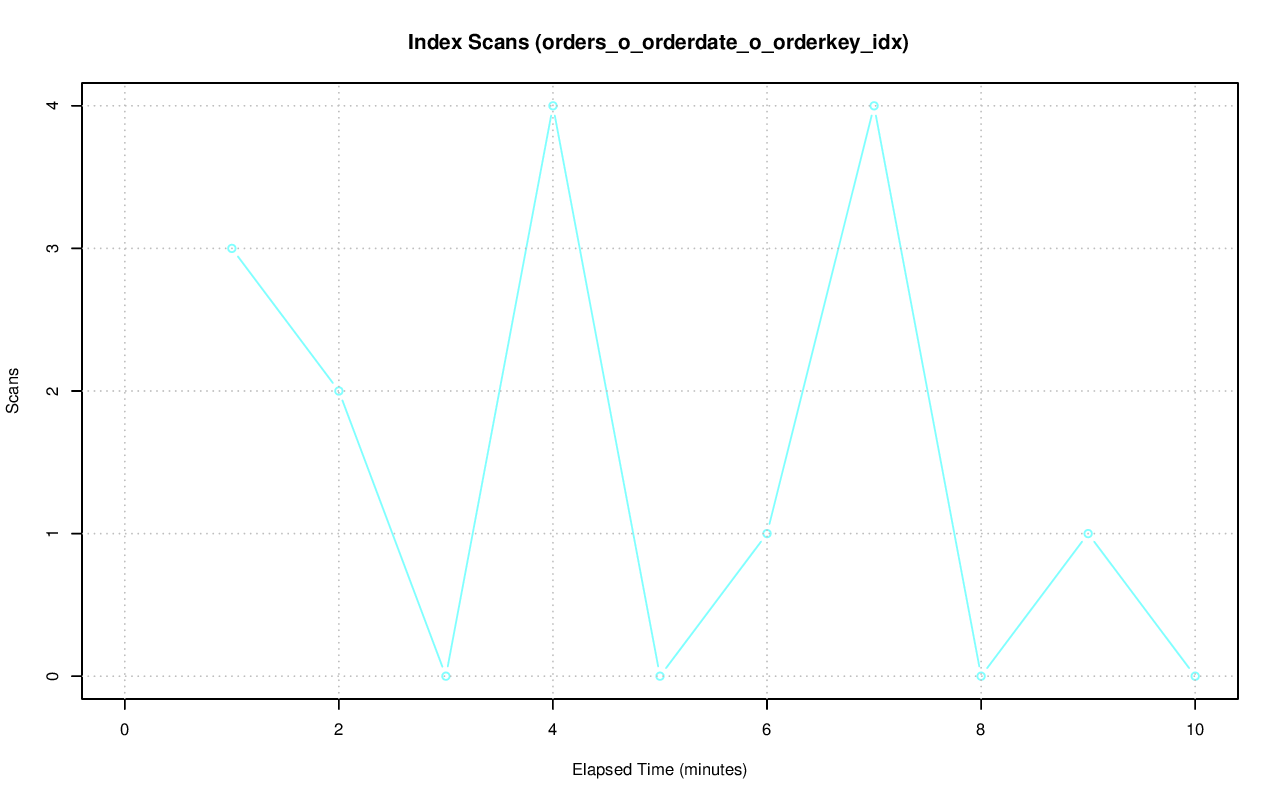 Index Scans (orders_o_orderdate_o_orderkey_idx)
4
3
2
1
0
Scans
0 2 4 6 8 10
Elapsed Time (minutes)